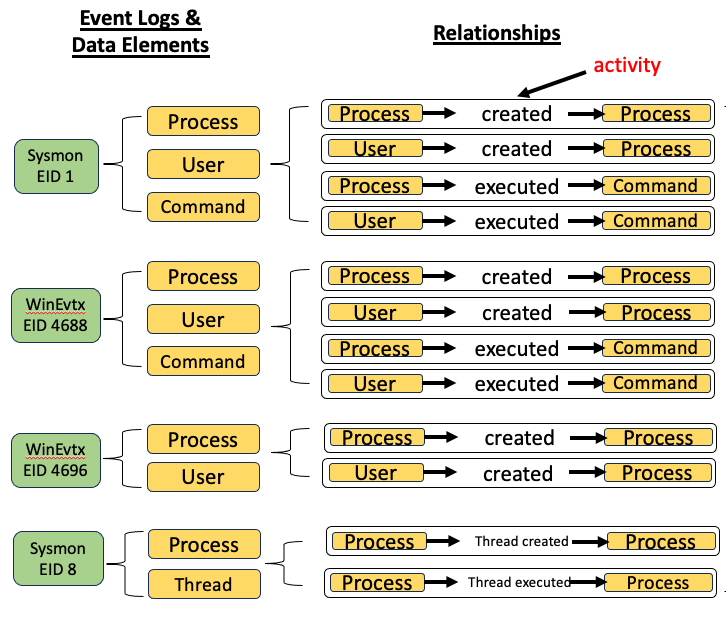 Event Logs &
Data Elements
Relationships
activity
Sysmon
EID 1
Process
User
Command
Process created Process
User created Process
Process executed Command
User executed Command
WinEvtx
EID 4688
Process
User
Command
Process created Process
User created Process
Process executed Command
User executed Command
WinEvtx
EID 4696
Process
User
Process created Process
User created Process
Sysmon
EID 8
Process
Thread
Process Thread created Process
Process Thread executed Process